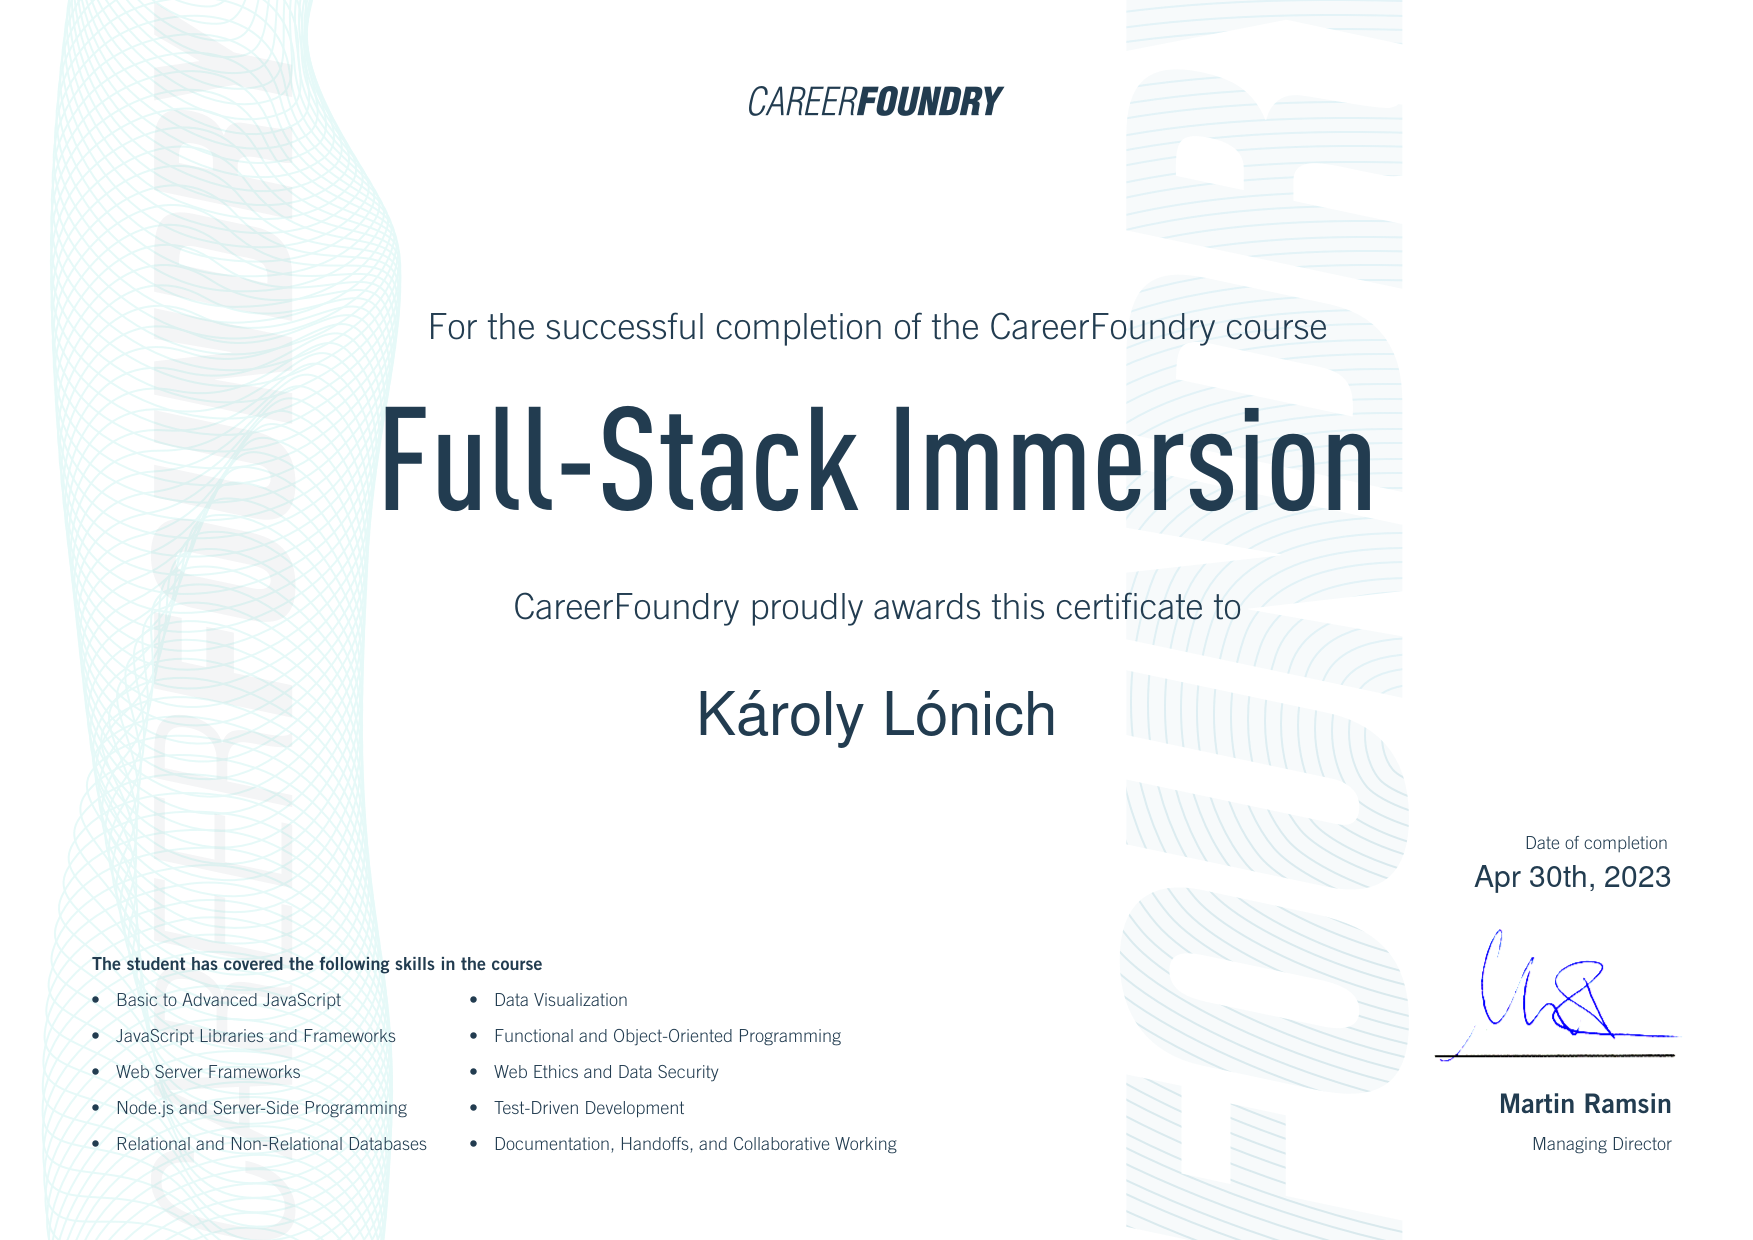 CAREERFOUNDRY
For the successful completion of the CareerFoundry course
Full-Stack Immersion
CareerFoundry proudly awards this certificate to
Károly Lónich
Date of completion
Apr 30th, 2023
The student has covered the following skills in the course
• Basic to Advanced JavaScript
• JavaScript Libraries and Frameworks
• Web Server Frameworks
• Node.js and Server-Side Programming
• Relational and Non-Relational Databases
• Data Visualization
• Functional and Object-Oriented Programming
• Web Ethics and Data Security
• Test-Driven Development
• Documentation, Handoffs, and Collaborative Working
Martin Ramsin
Managing Director
CAREERFOUNDRY
FOUNDRY